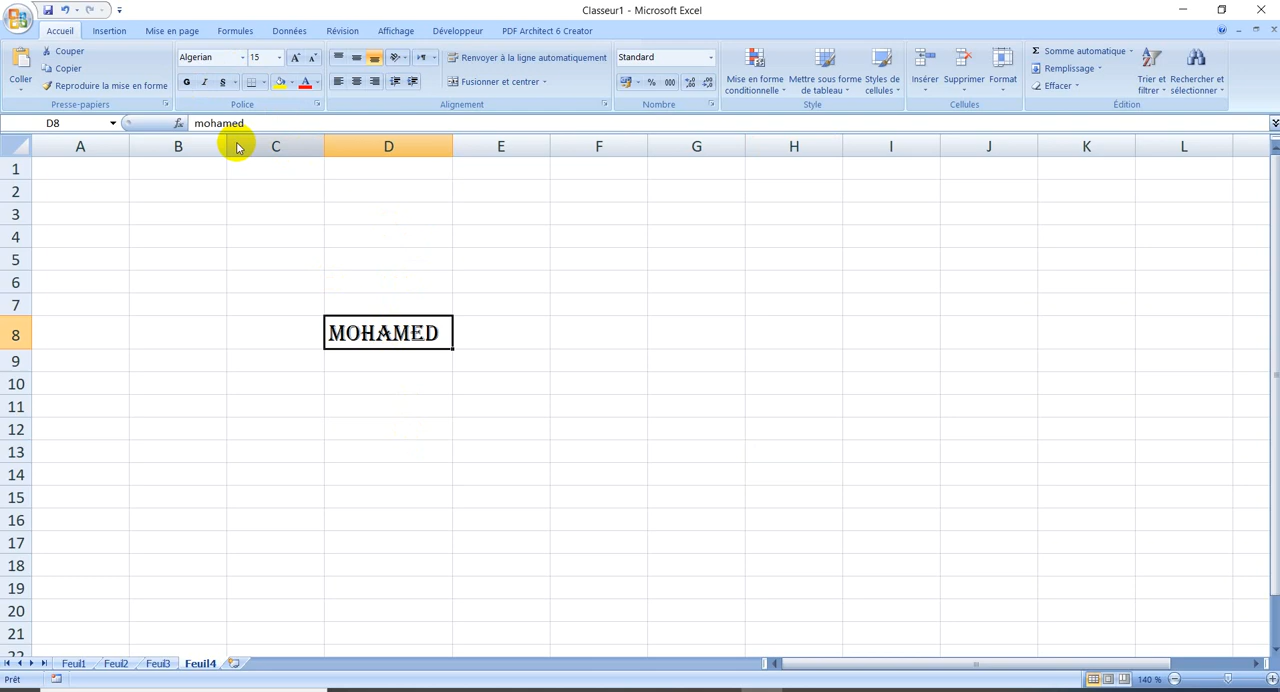 Classeur1 - Microsoft Excel
Accueil Insertion Mise en page Formules Données Révision Affichage Développeur PDF Architect 6 Creator
Coller
Couper
Copier
Reproduire la mise en forme
Presse-papiers
Algerian 15
G I S
Police
Renvoyer à la ligne automatiquement
Fusionner et centrer
Alignement
Standard
% 000
Nombre
Mise en forme conditionnelle
Mettre sous forme de tableau
Styles de cellules
Style
Insérer Supprimer Format
Cellules
Σ Somme automatique
Remplissage
Effacer
Trier et filtrer
Rechercher et sélectionner
Édition
D8 fx mohamed
A B C D E F G H I J K L
1
2
3
4
5
6
7
8 MOHAMED
9
10
11
12
13
14
15
16
17
18
19
20
21
22
Feuil1 Feuil2 Feuil3 Feuil4
Prêt 140 %